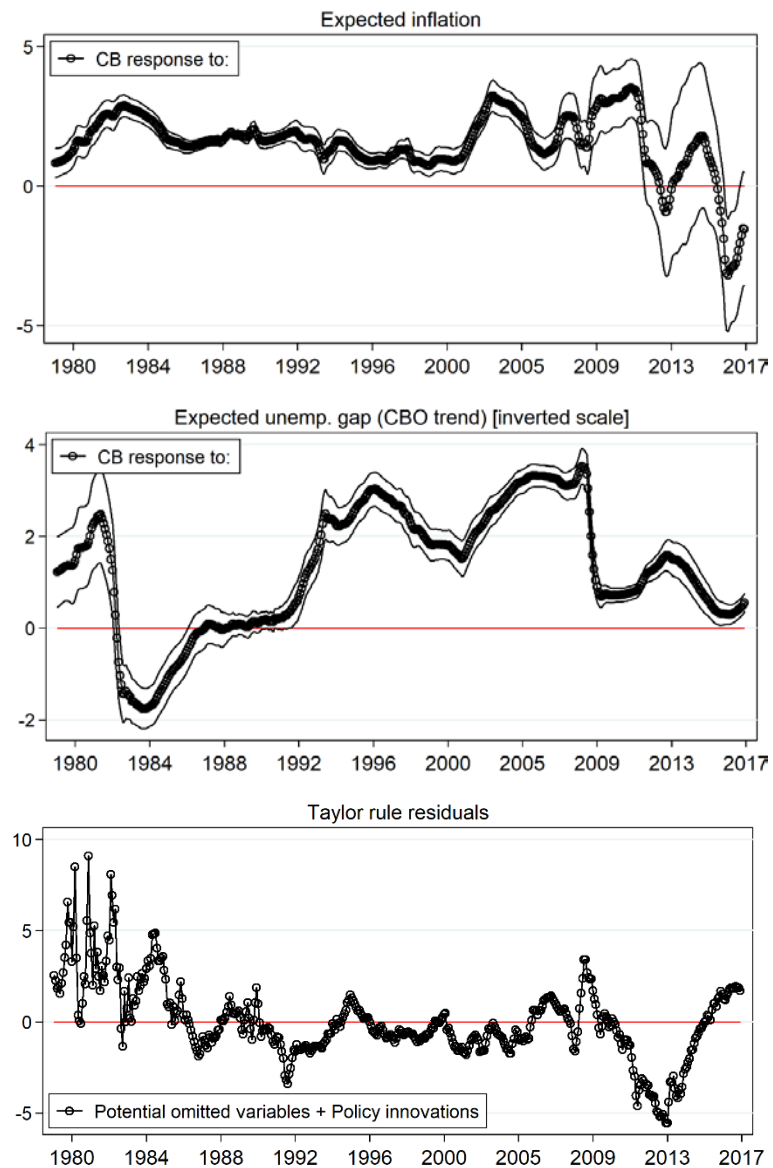 Expected inflation
CB response to:
5
0
-5
1980 1984 1988 1992 1996 2000 2005 2009 2013 2017
Expected unemp. gap (CBO trend) [inverted scale]
CB response to:
4
2
0
-2
1980 1984 1988 1992 1996 2000 2005 2009 2013 2017
Taylor rule residuals
10
5
0
-5
Potential omitted variables + Policy innovations
1980 1984 1988 1992 1996 2000 2005 2009 2013 2017